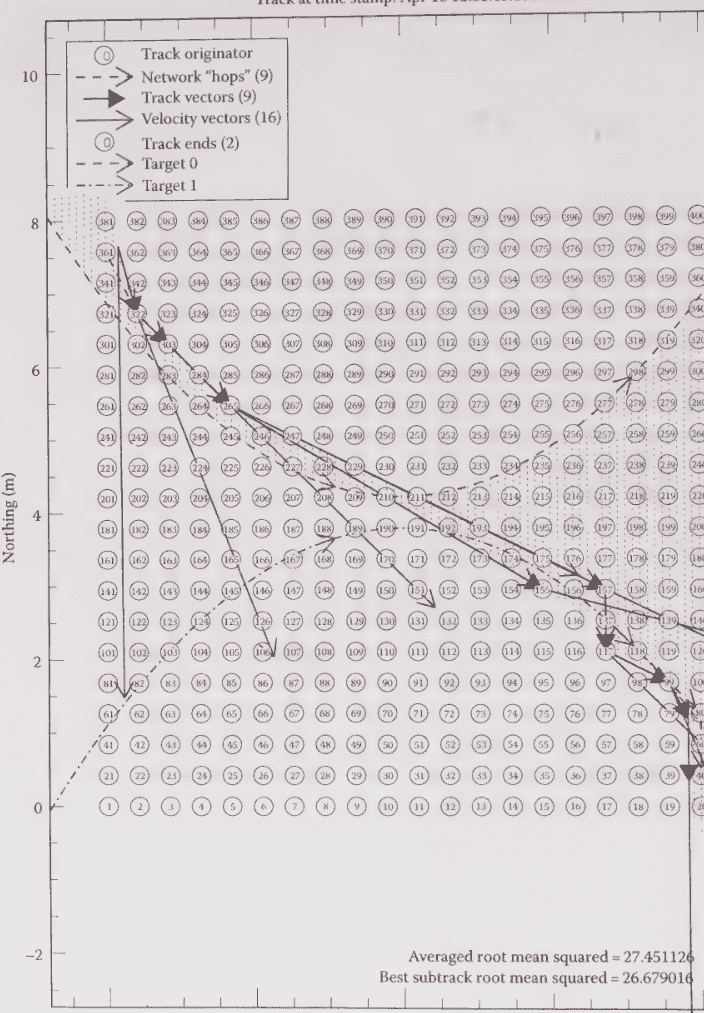 Track at time stamp: Apr 16
Track originator
Network "hops" (9)
Track vectors (9)
Velocity vectors (16)
Track ends (2)
Target 0
Target 1
10
8
6
4
2
0
−2
Northing (m)
381 382 383 384 385 386 387 388 389 390 391 392 393 394 395 396 397 398 399 400
361 362 363 364 365 366 367 368 369 370 371 372 373 374 375 376 377 378 379 380
341 342 343 344 345 346 347 348 349 350 351 352 353 354 355 356 357 358 359 360
321 322 323 324 325 326 327 328 329 330 331 332 333 334 335 336 337 338 339 340
301 302 303 304 305 306 307 308 309 310 311 312 313 314 315 316 317 318 319 320
281 282 283 284 285 286 287 288 289 290 291 292 293 294 295 296 297 298 299 300
261 262 263 264 265 266 267 268 269 270 271 272 273 274 275 276 277 278 279 280
241 242 243 244 245 246 247 248 249 250 251 252 253 254 255 256 257 258 259 260
221 222 223 224 225 226 227 228 229 230 231 232 233 234 235 236 237 238 239 240
201 202 203 204 205 206 207 208 209 210 211 212 213 214 215 216 217 218 219 220
181 182 183 184 185 186 187 188 189 190 191 192 193 194 195 196 197 198 199 200
161 162 163 164 165 166 167 168 169 170 171 172 173 174 175 176 177 178 179 180
141 142 143 144 145 146 147 148 149 150 151 152 153 154 155 156 157 158 159 160
121 122 123 124 125 126 127 128 129 130 131 132 133 134 135 136 137 138 139 140
101 102 103 104 105 106 107 108 109 110 111 112 113 114 115 116 117 118 119 120
81 82 83 84 85 86 87 88 89 90 91 92 93 94 95 96 97 98 99 100
61 62 63 64 65 66 67 68 69 70 71 72 73 74 75 76 77 78 79 80
41 42 43 44 45 46 47 48 49 50 51 52 53 54 55 56 57 58 59 60
21 22 23 24 25 26 27 28 29 30 31 32 33 34 35 36 37 38 39 40
1 2 3 4 5 6 7 8 9 10 11 12 13 14 15 16 17 18 19 20
Averaged root mean squared = 27.451126
Best subtrack root mean squared = 26.679016